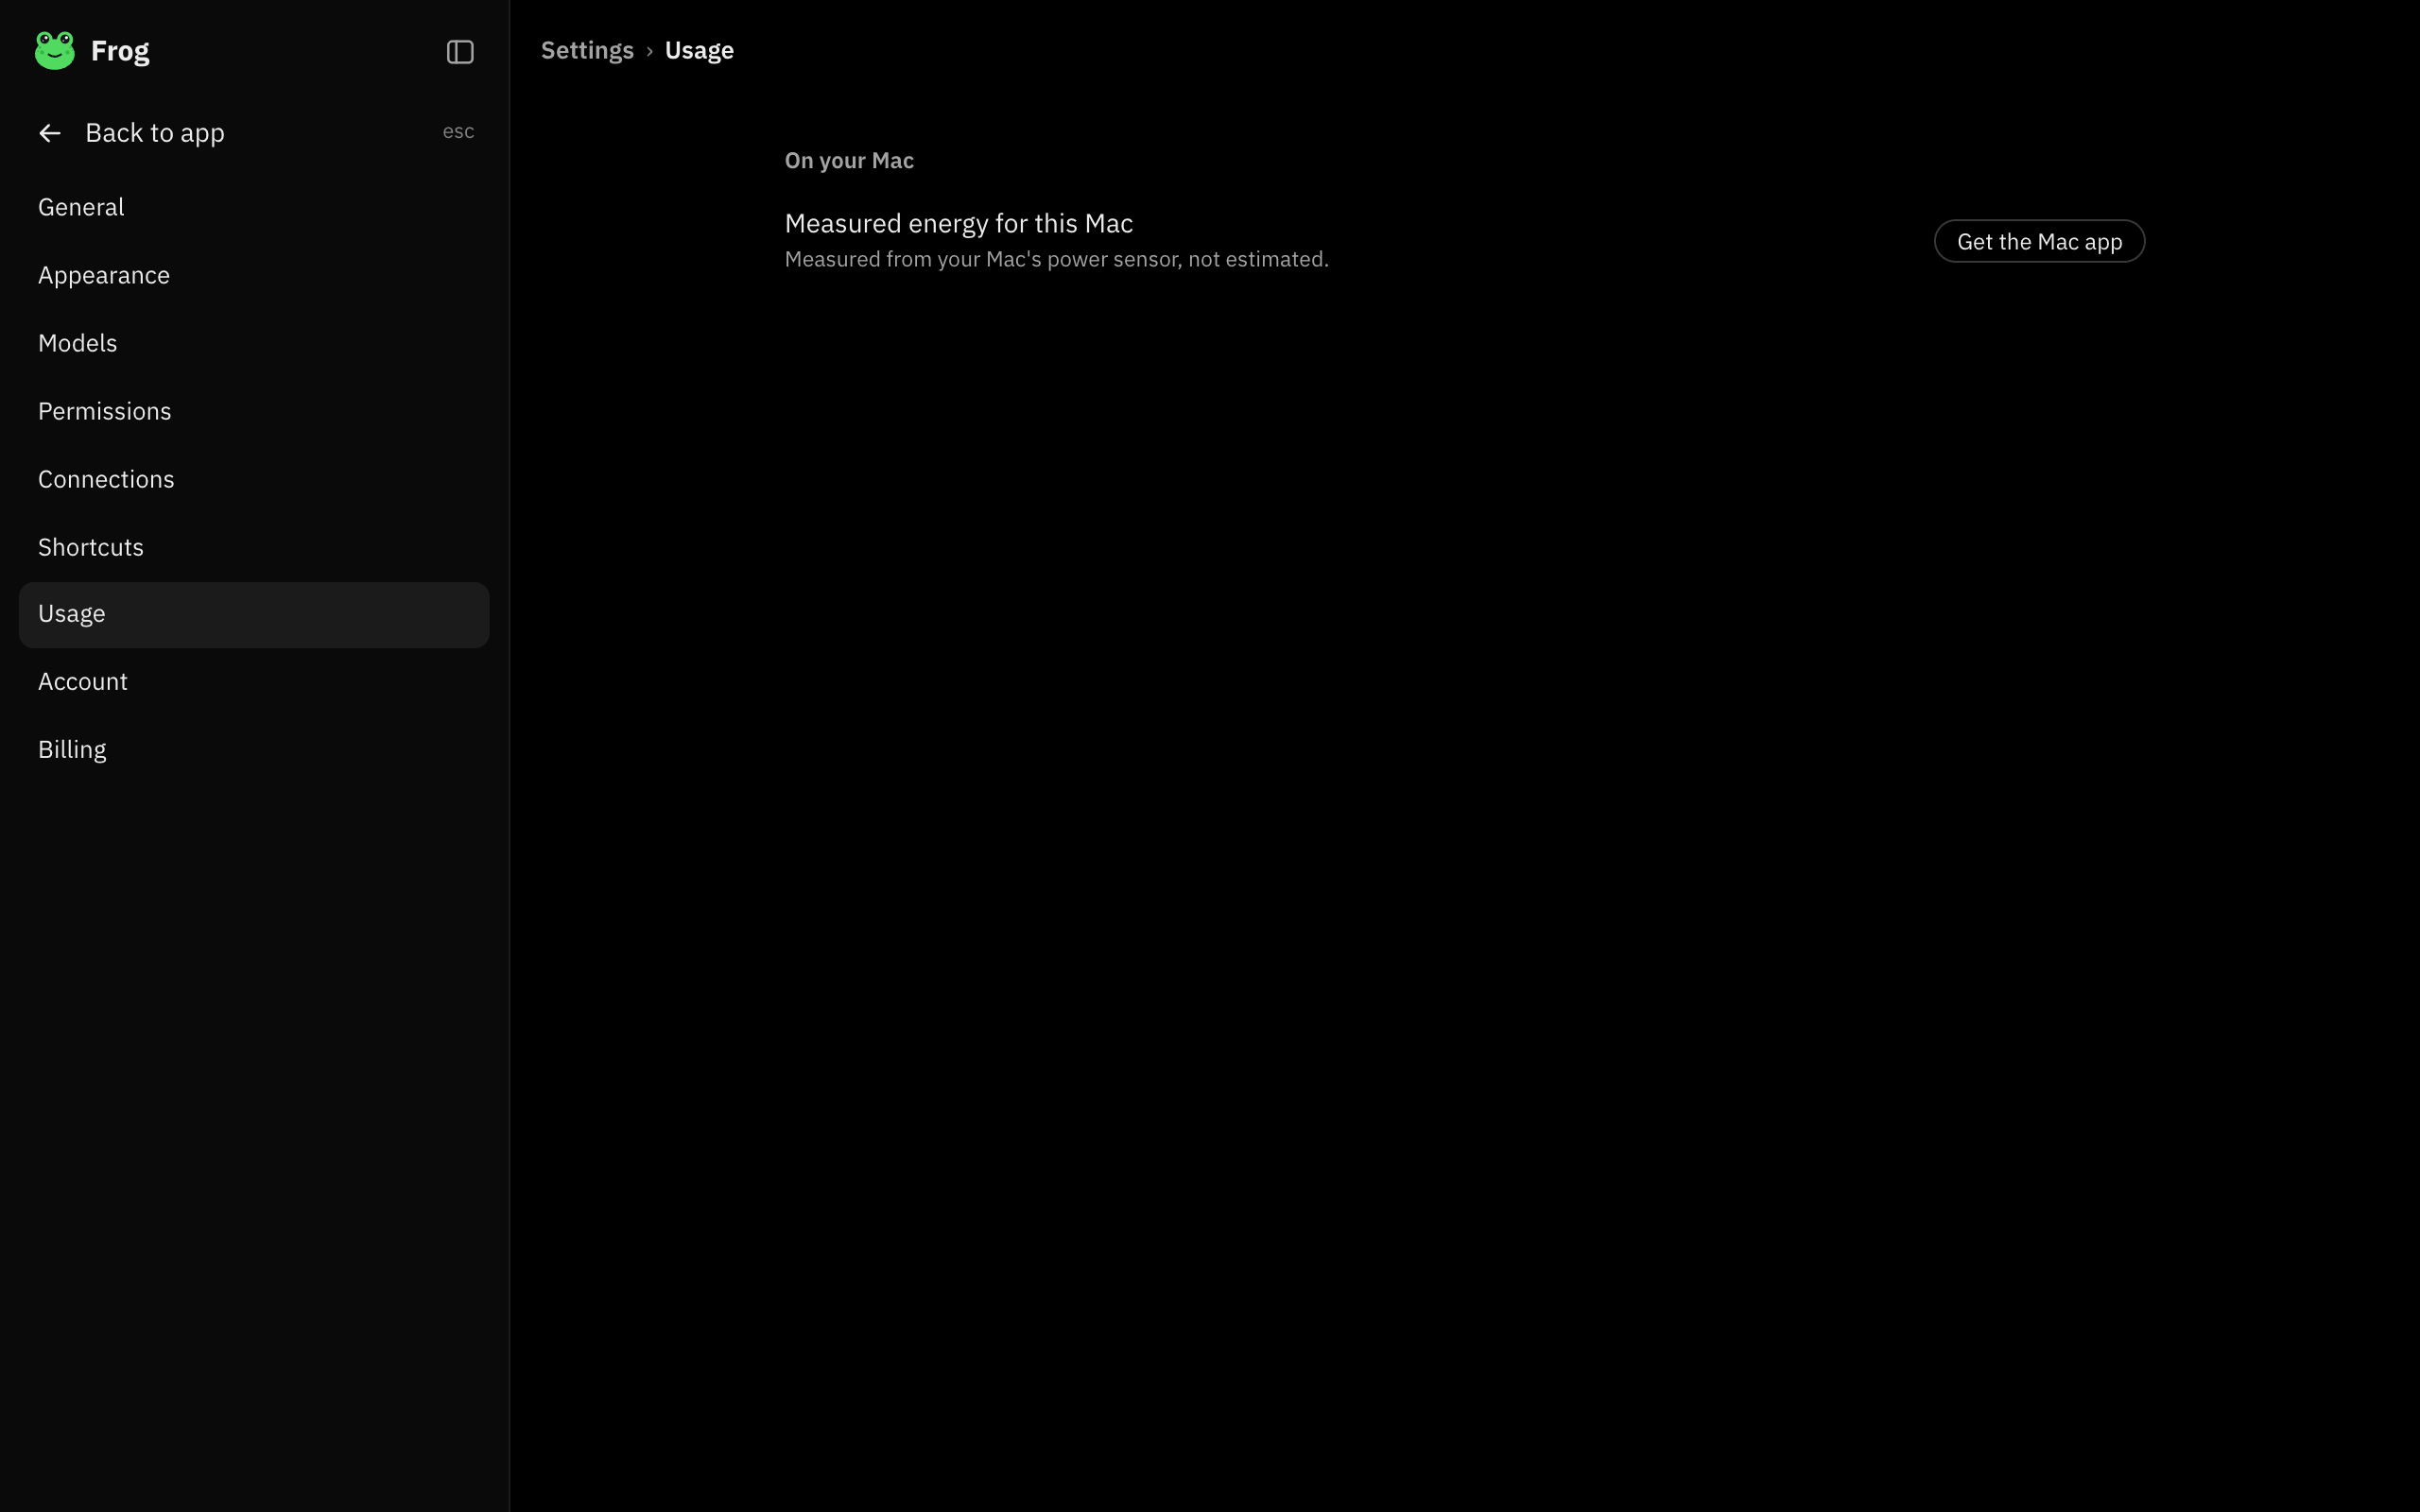 Frog
Back to app
esc
General
Appearance
Models
Permissions
Connections
Shortcuts
Usage
Account
Billing
Settings › Usage
On your Mac
Measured energy for this Mac
Measured from your Mac's power sensor, not estimated.
Get the Mac app